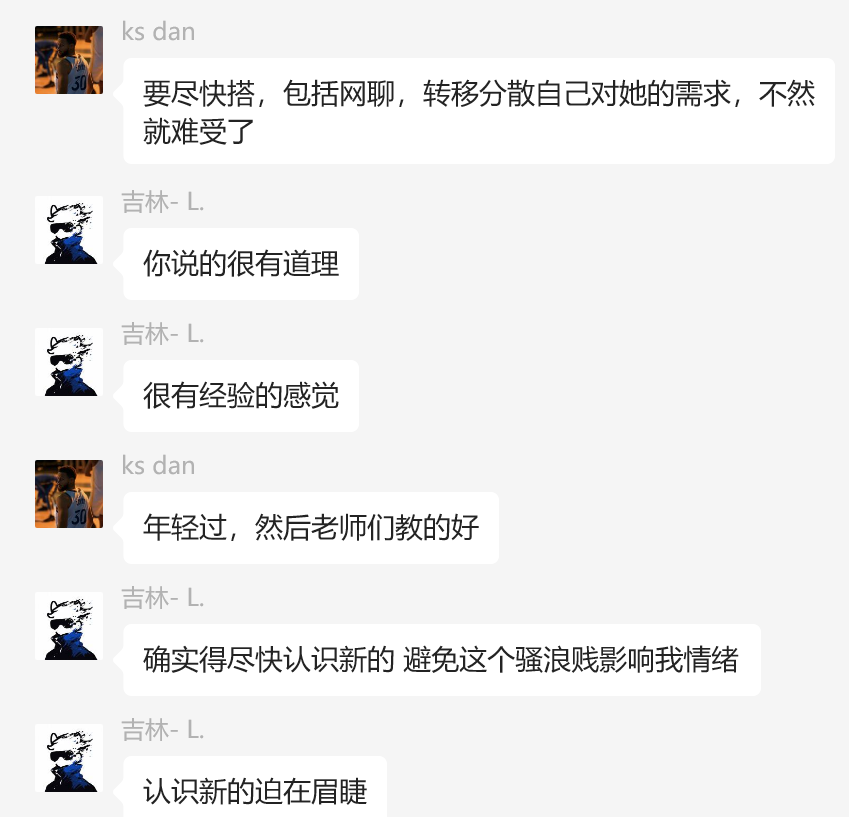 ks dan
要尽快搭，包括网聊，转移分散自己对她的需求，不然
就难受了
吉林- L.
你说的很有道理
吉林- L.
很有经验的感觉
ks dan
年轻过，然后老师们教的好
吉林- L.
确实得尽快认识新的 避免这个骚浪贱影响我情绪
吉林- L.
认识新的迫在眉睫